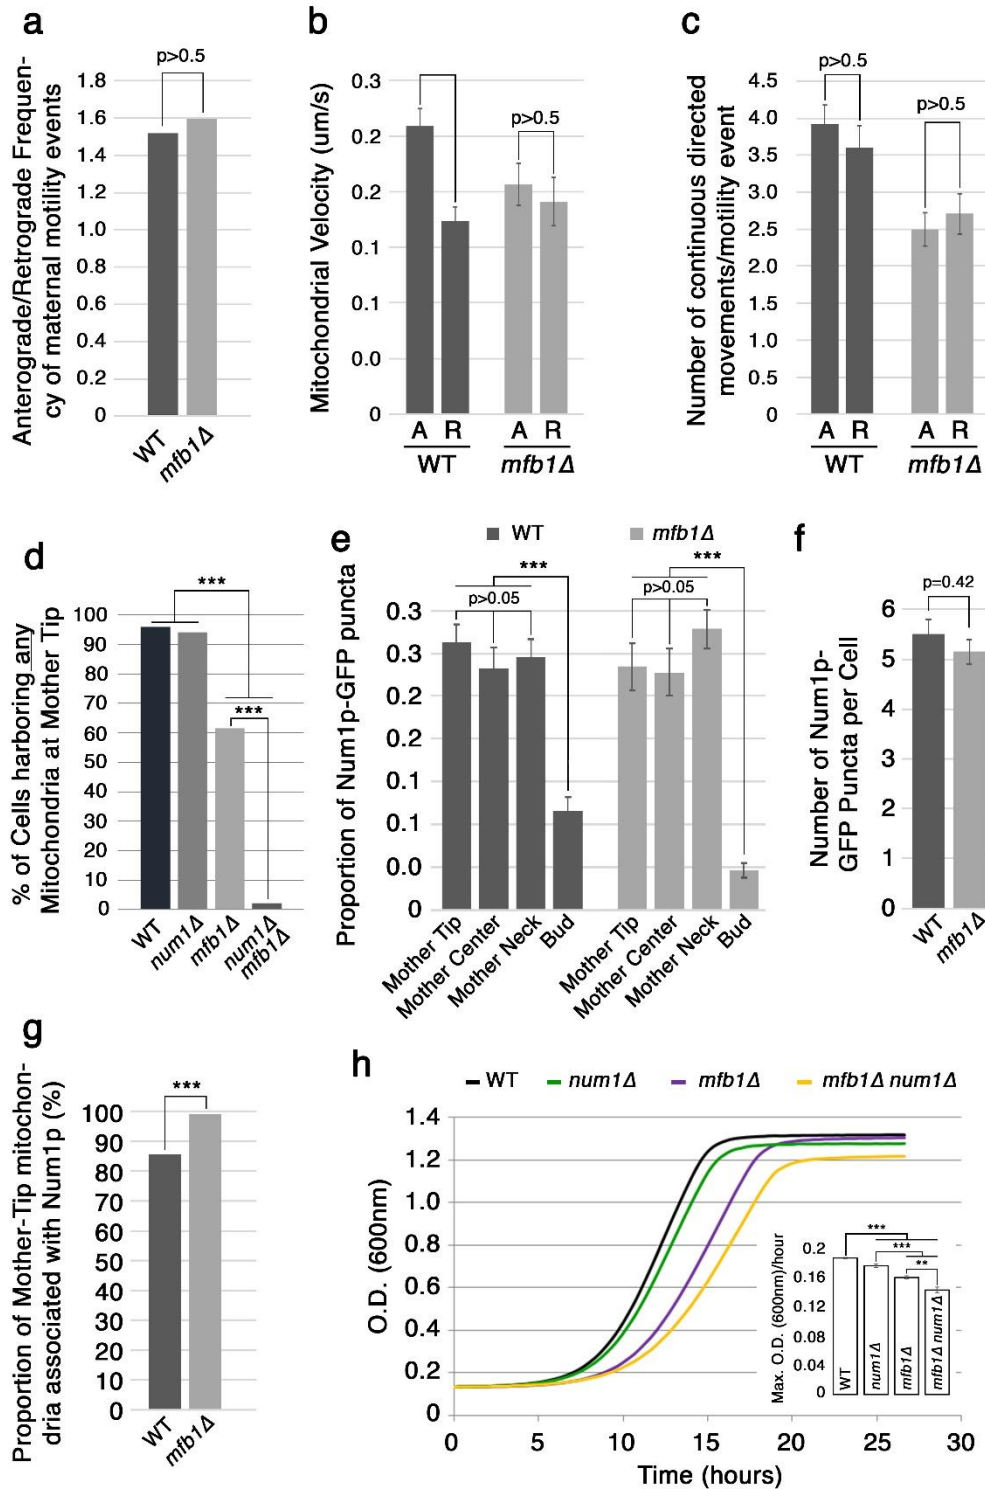 a
Anterograde/Retrograde Frequen-
cy of maternal motility events
p>0.5
1.8
1.6
1.4
1.2
1.0
0.8
0.6
0.4
0.2
0
WT
mfb1Δ
b
Mitochondrial Velocity (um/s)
0.3
0.2
0.2
0.1
0.1
0.0
0
p>0.5
A R A R
WT mfb1Δ
c
Number of continuous directed
movements/motility event
4.5
4.0
3.5
3.0
2.5
2.0
1.5
1.0
0.5
0
p>0.5
p>0.5
A R A R
WT mfb1Δ
d
% of Cells harboring any
Mitochondria at Mother Tip
100
90
80
70
60
50
40
30
20
10
0
***
***
WT
num1Δ
mfb1Δ
num1Δ
mfb1Δ
e
WT mfb1Δ
Proportion of Num1p-GFP puncta
0.3
0.3
0.2
0.2
0.1
0.1
0.0
0
***
p>0.05
***
p>0.05
Mother Tip
Mother Center
Mother Neck
Bud
Mother Tip
Mother Center
Mother Neck
Bud
f
Number of Num1p-
GFP Puncta per Cell
p=0.42
6
5
4
3
2
1
0
WT
mfb1Δ
g
Proportion of Mother-Tip mitochon-
dria associated with Num1p (%)
***
100
90
80
70
60
50
40
30
20
10
0
WT
mfb1Δ
h
WT num1Δ mfb1Δ mfb1Δ num1Δ
O.D. (600nm)
1.4
1.2
1.0
0.8
0.6
0.4
0.2
0
0 5 10 15 20 25 30
Time (hours)
Max. O.D. (600nm)/hour
0.2
0.16
0.12
0.08
0.04
0
***
***
**
WT
num1Δ
mfb1Δ
mfb1Δ num1Δ